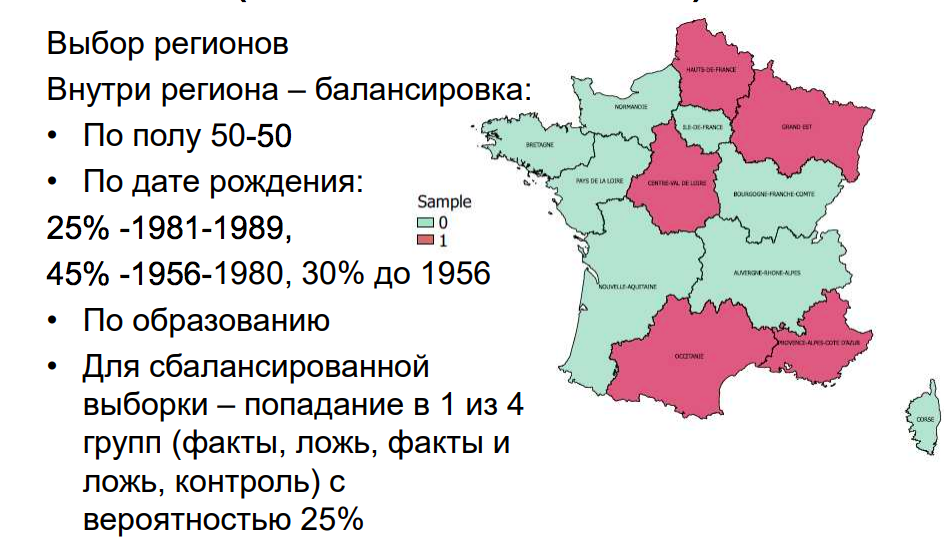 Выбор регионов
Внутри региона – балансировка:
• По полу 50-50
• По дате рождения:
25% -1981-1989,
45% -1956-1980, 30% до 1956
• По образованию
• Для сбалансированной
выборки – попадание в 1 из 4
групп (факты, ложь, факты и
ложь, контроль) с
вероятностью 25%
Sample
0
1
HAUTS-DE-FRANCE
NORMANDIE
ILE-DE-FRANCE
GRAND EST
BRETAGNE
PAYS DE LA LOIRE
CENTRE-VAL DE LOIRE
BOURGOGNE-FRANCHE-COMTE
NOUVELLE-AQUITAINE
AUVERGNE-RHONE-ALPES
OCCITANIE
PROVENCE-ALPES-COTE D'AZUR
CORSE